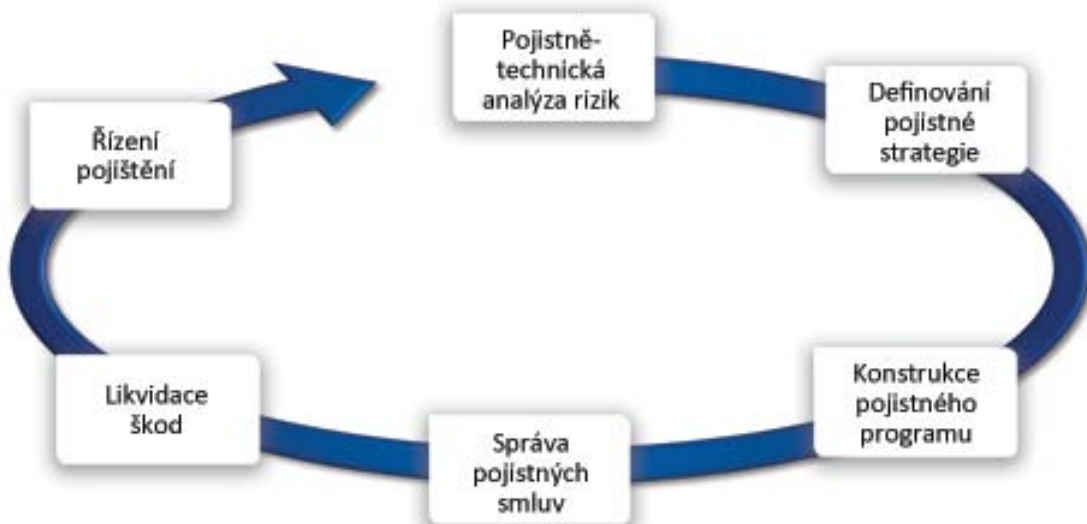 Pojistně-
technická
analýza rizik
Definování
pojistné
strategie
Konstrukce
pojistného
programu
Správa
pojistných
smluv
Likvidace
škod
Řízení
pojištění